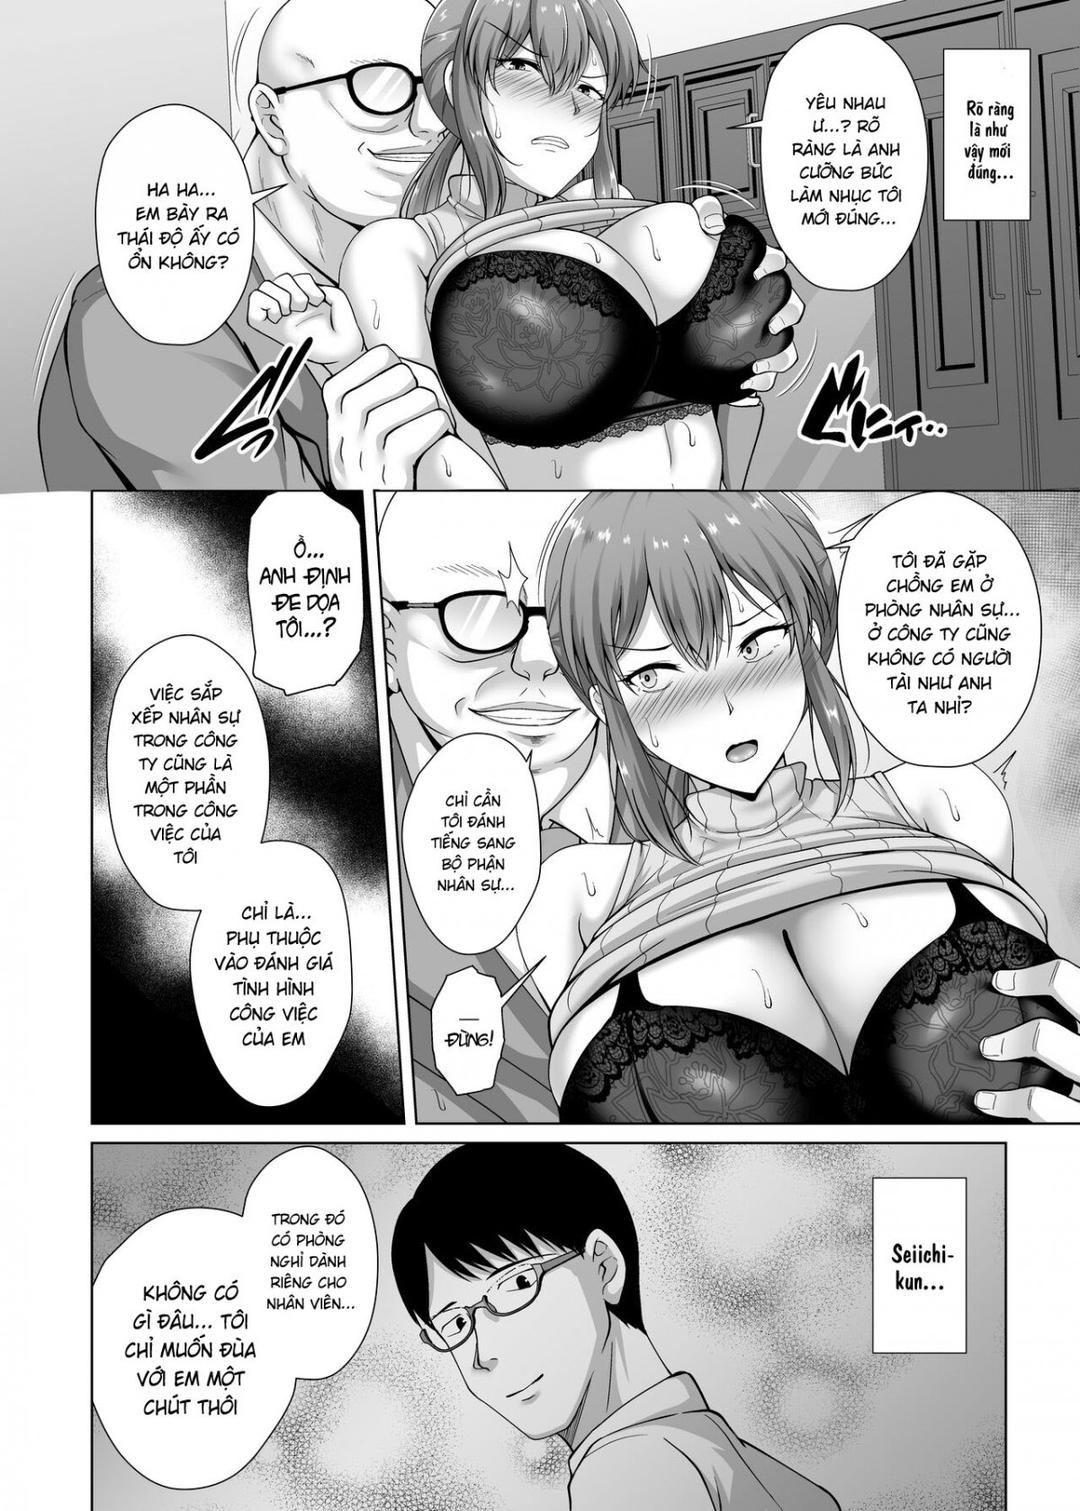 Rõ ràng
là như
vậy mới
đúng...
YÊU NHAU
Ư...? RÕ
RÀNG LÀ ANH
CƯỠNG BỨC
LÀM NHỤC TÔI
MỚI ĐÚNG...
HA HA...
EM BÀY RA
THÁI ĐỘ ẤY CÓ
ỔN KHÔNG?
TÔI ĐÃ GẶP
CHỒNG EM Ở
PHÒNG NHÂN SỰ...
Ở CÔNG TY CŨNG
KHÔNG CÓ NGƯỜI
TÀI NHƯ ANH
TA NHỈ?
CHỈ CẦN
TÔI ĐÁNH
TIẾNG SANG
BỘ PHẬN
NHÂN SỰ...
—
ĐỪNG!
Ồ...
ANH ĐỊNH
ĐE DỌA
TÔI...?
VIỆC SẮP
XẾP NHÂN SỰ
TRONG CÔNG
TY CŨNG LÀ
MỘT PHẦN
TRONG CÔNG
VIỆC CỦA
TÔI
CHỈ LÀ...
PHỤ THUỘC
VÀO ĐÁNH GIÁ
TÌNH HÌNH
CÔNG VIỆC
CỦA EM
Seiichi-
kun...
TRONG ĐÓ
CÓ PHÒNG
NGHỈ DÀNH
RIÊNG CHO
NHÂN VIÊN...
KHÔNG CÓ
GÌ ĐÂU... TÔI
CHỈ MUỐN ĐÙA
VỚI EM MỘT
CHÚT THÔI